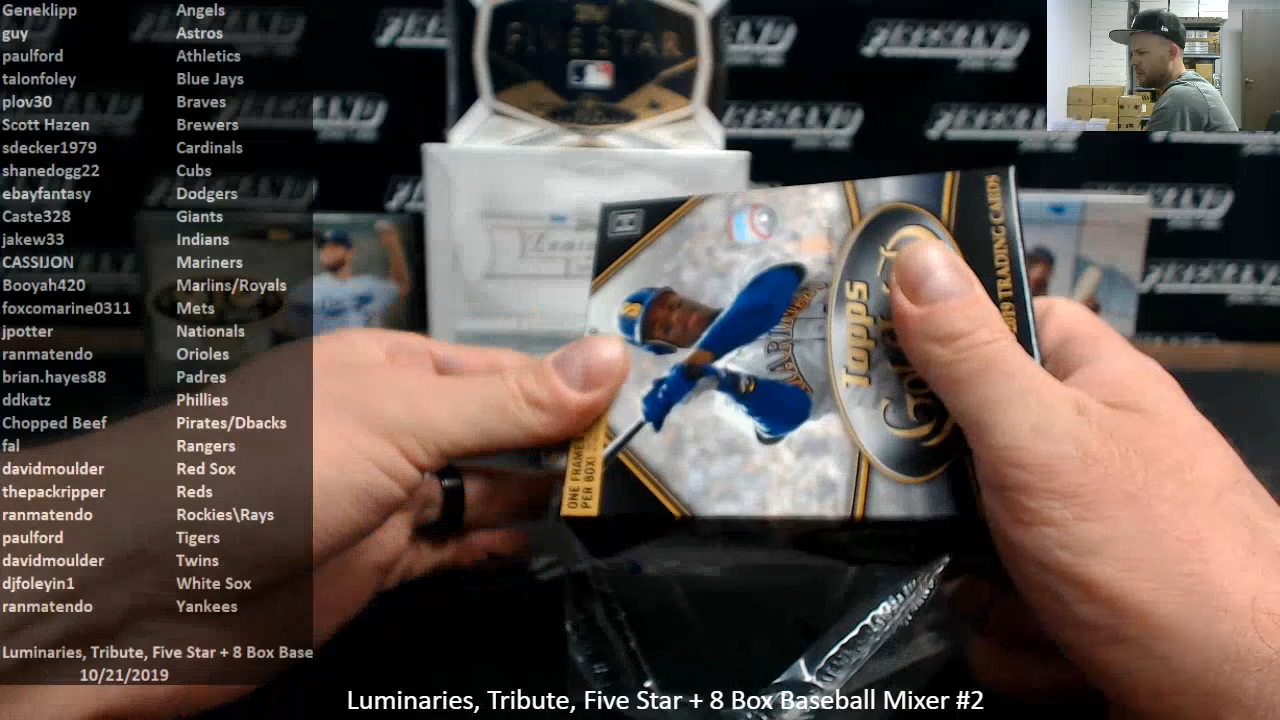 Geneklipp Angels
guy Astros
paulford Athletics
talonfoley Blue Jays
plov30 Braves
Scott Hazen Brewers
sdecker1979 Cardinals
shanedogg22 Cubs
ebayfantasy Dodgers
Caste328 Giants
jakew33 Indians
CASSIJON Mariners
Booyah420 Marlins/Royals
foxcomarine0311 Mets
jpotter Nationals
ranmatendo Orioles
brian.hayes88 Padres
ddkatz Phillies
Chopped Beef Pirates/Dbacks
fal Rangers
davidmoulder Red Sox
thepackripper Reds
ranmatendo Rockies\Rays
paulford Tigers
davidmoulder Twins
djfoleyin1 White Sox
ranmatendo Yankees
Luminaries, Tribute, Five Star + 8 Box Base
10/21/2019
FIVE STAR
Topps
2019 TRADING CARDS
ONE FRAME
PER BOX!
Luminaries, Tribute, Five Star + 8 Box Baseball Mixer #2